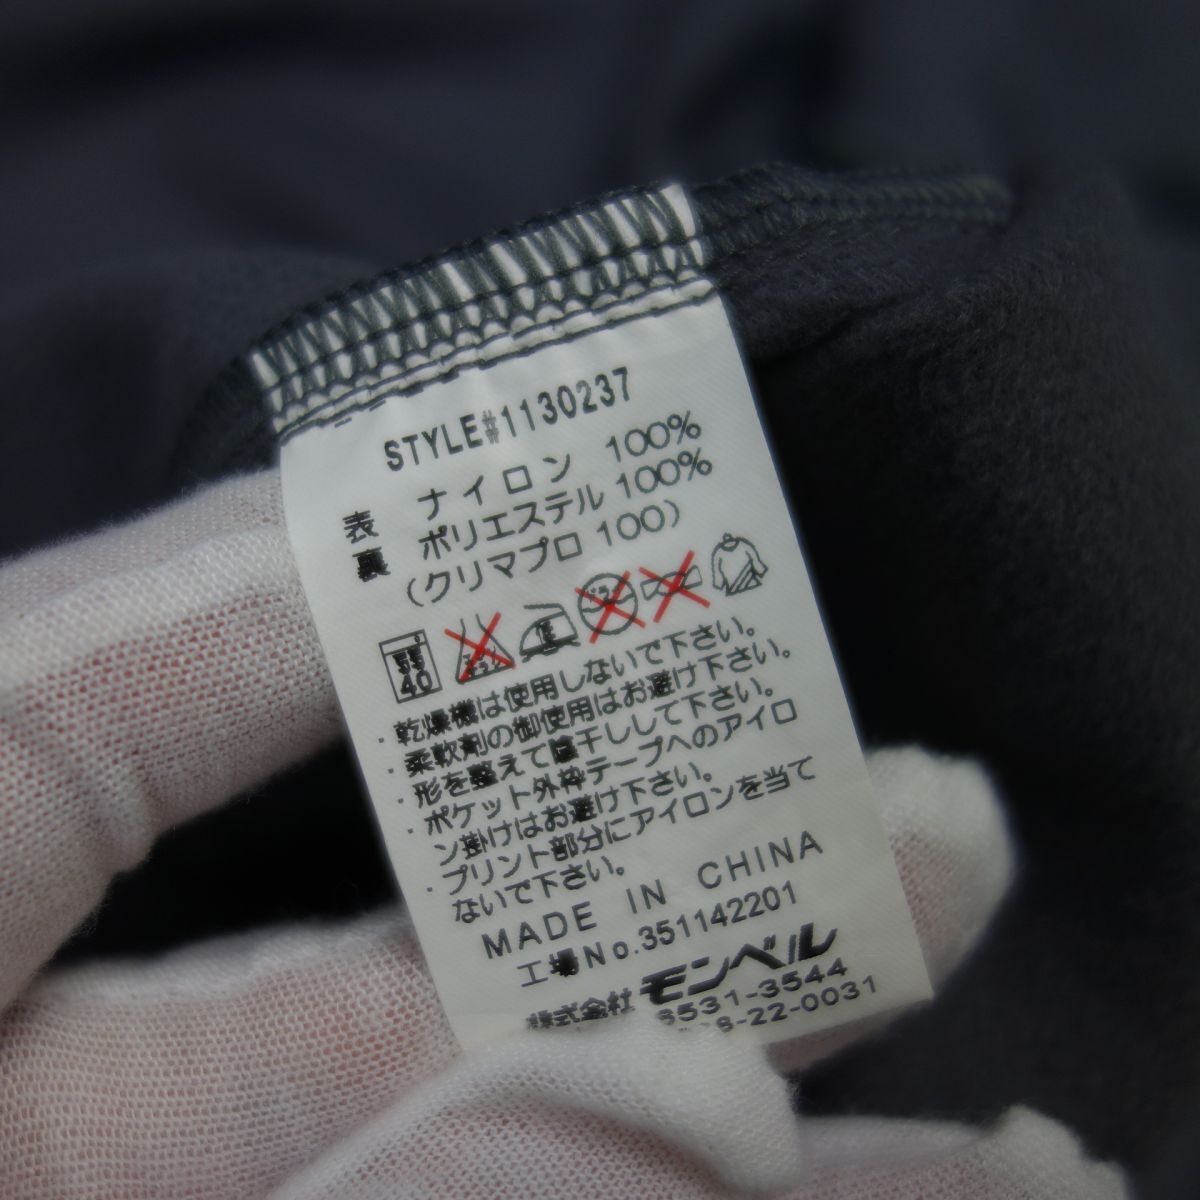 STYLE#1130237
表 ナイロン 100%
裏 ポリエステル 100%
(クリマプロ 100)
40
・乾燥機は使用しないで下さい。
・柔軟剤の御使用はお避け下さい。
・形を整えて陰干しして下さい。
・ポケット外枠テープへのアイロ
ン掛けはお避け下さい。
・プリント部分にアイロンを当て
ないで下さい。
MADE IN CHINA
工場No.351142201
株式会社 モンベル
6531-3544
8-22-0031